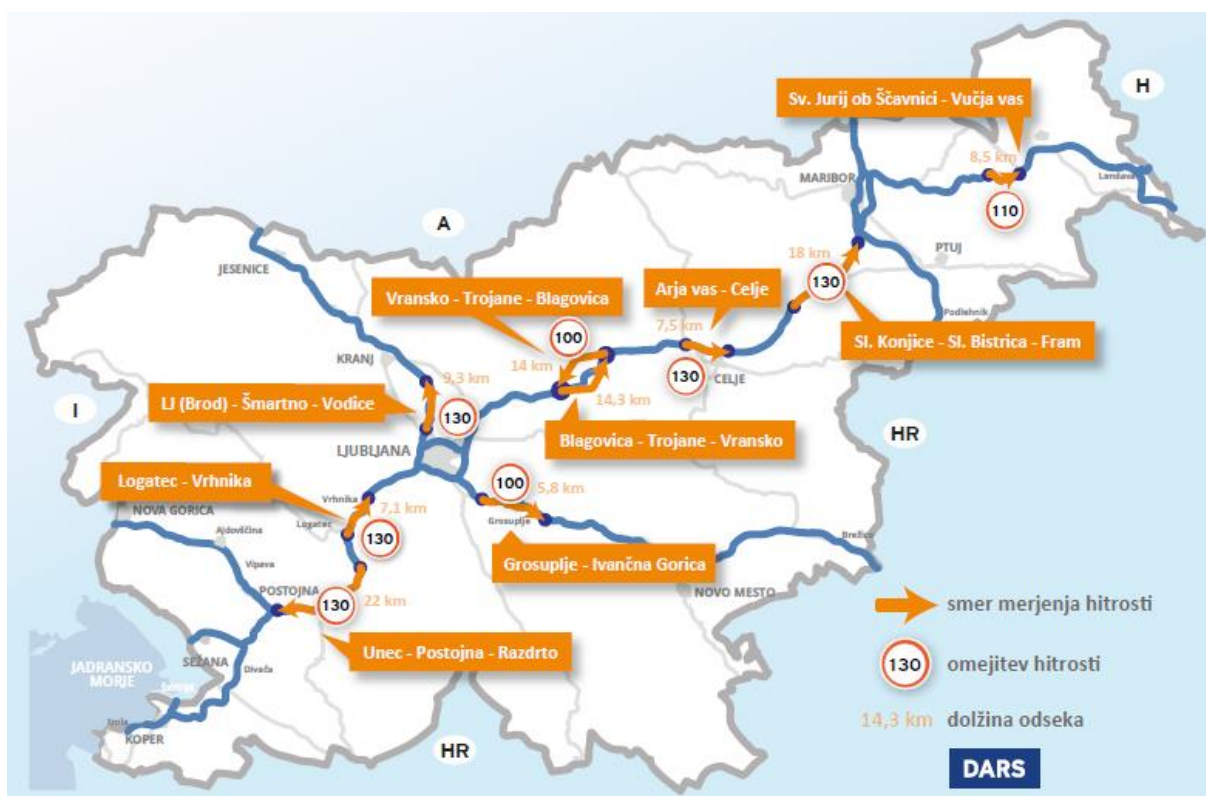 Sv. Jurij ob Ščavnici - Vučja vas
H
8,5 km
MARIBOR
Lendava
110
A
PTUJ
JESENICE
18 km
130
Vransko - Trojane - Blagovica
Arja vas - Celje
7,5 km
Podlehnik
100
Sl. Konjice - Sl. Bistrica - Fram
KRANJ
14 km
130
CELJE
9,3 km
I
LJ (Brod) - Šmartno - Vodice
130
14,3 km
Blagovica - Trojane - Vransko
HR
LJUBLJANA
Logatec - Vrhnika
100
5,8 km
Vrhnika
7,1 km
NOVA GORICA
Logatec
Grosuplje
Ajdovščina
130
Brežice
Grosuplje - Ivančna Gorica
Vipava
POSTOJNA
NOVO MESTO
130
22 km
smer merjenja hitrosti
Unec - Postojna - Razdrto
SEŽANA
JADRANSKO
MORJE
Divača
130
omejitev hitrosti
Izola
KOPER
14,3 km
dolžina odseka
HR
DARS